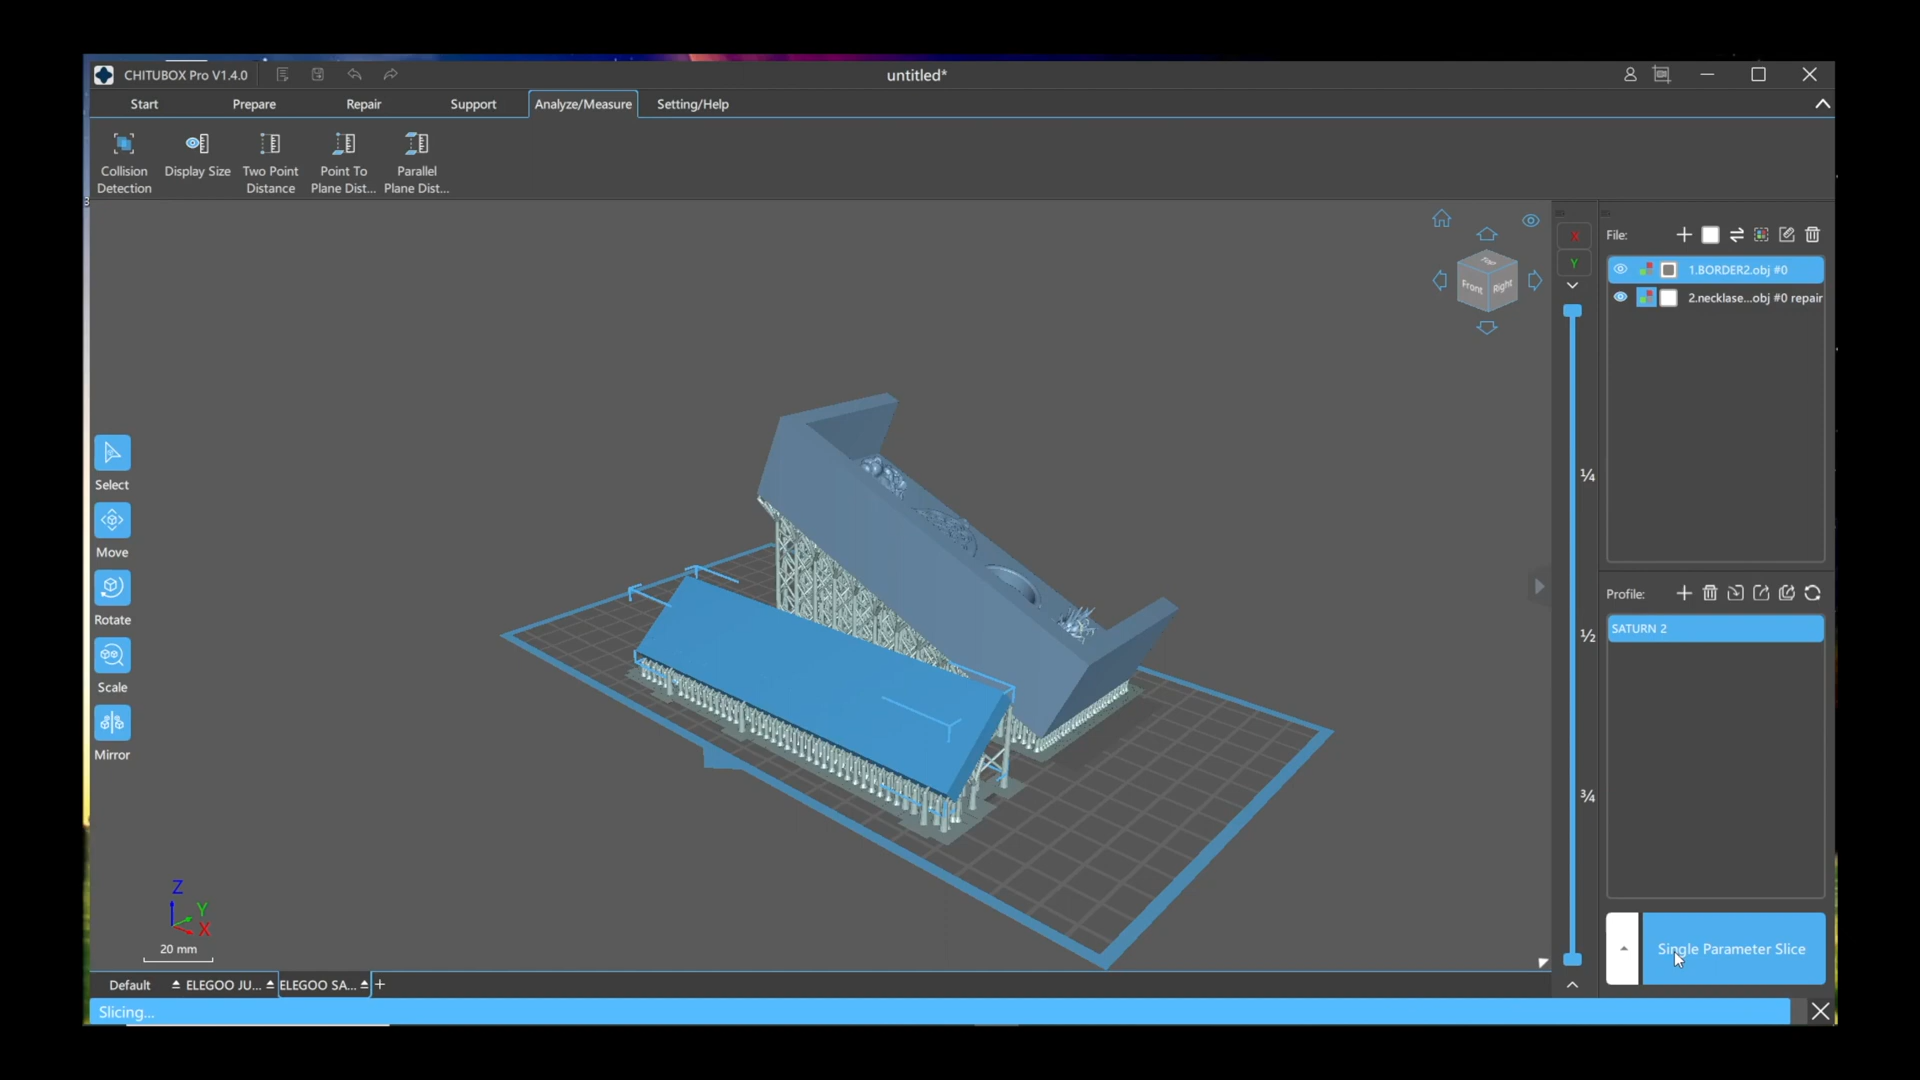 CHITUBOX Pro V1.4.0
untitled*
Start
Prepare
Repair
Support
Analyze/Measure
Setting/Help
Collision
Detection
Display Size
Two Point
Distance
Point To
Plane Dist...
Parallel
Plane Dist...
File:
X
Y
1.BORDER2.obj #0
2.necklase...obj #0 repair
Top
Front
Right
1/4
1/2
3/4
Select
Move
Rotate
Scale
Mirror
Profile:
SATURN 2
Z
Y
X
20 mm
Single Parameter Slice
Default
ELEGOO JU...
ELEGOO SA...
Slicing...